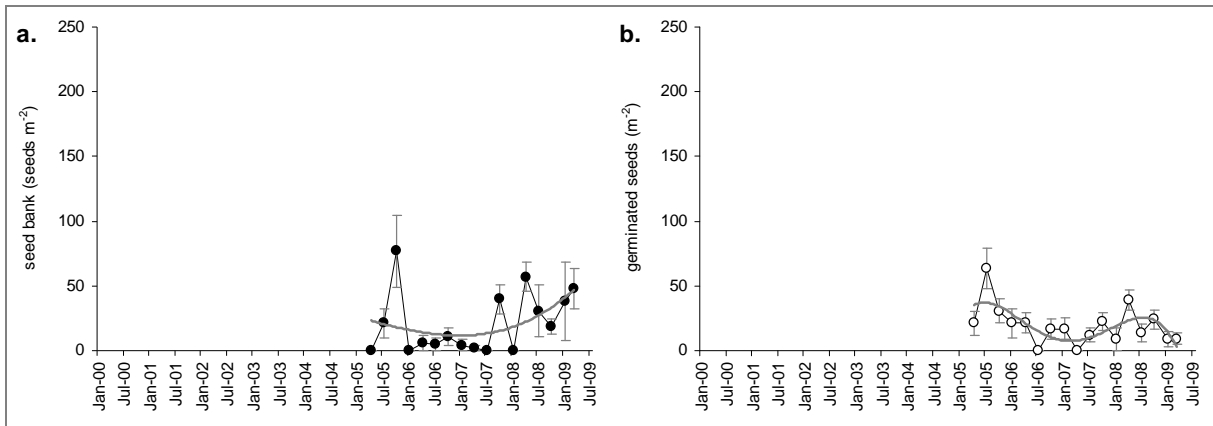 a.
seed bank (seeds m⁻²)
250
200
150
100
50
0
Jan-00
Jul-00
Jan-01
Jul-01
Jan-02
Jul-02
Jan-03
Jul-03
Jan-04
Jul-04
Jan-05
Jul-05
Jan-06
Jul-06
Jan-07
Jul-07
Jan-08
Jul-08
Jan-09
Jul-09
b.
germinated seeds (m⁻²)
250
200
150
100
50
0
Jan-00
Jul-00
Jan-01
Jul-01
Jan-02
Jul-02
Jan-03
Jul-03
Jan-04
Jul-04
Jan-05
Jul-05
Jan-06
Jul-06
Jan-07
Jul-07
Jan-08
Jul-08
Jan-09
Jul-09